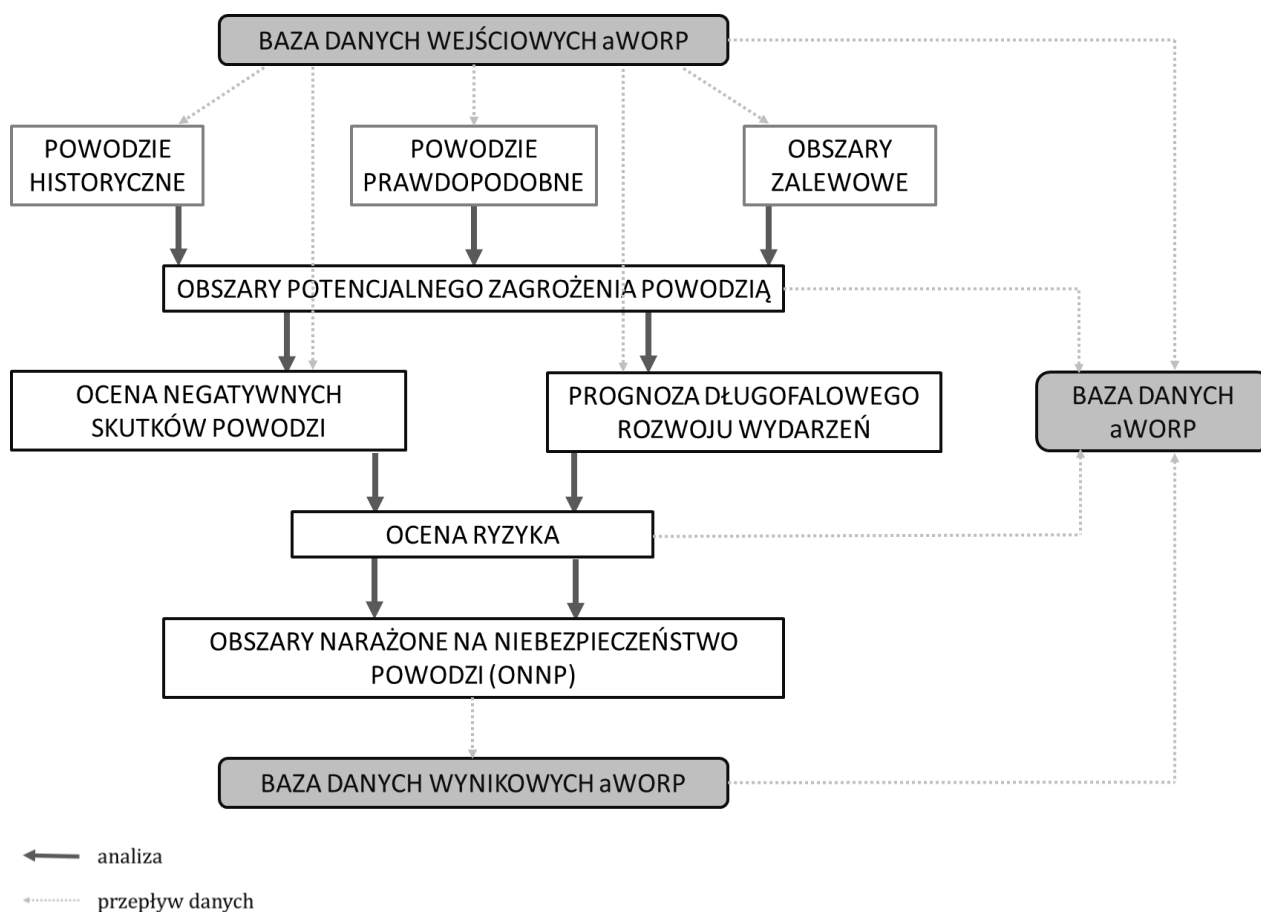 BAZA DANYCH WEJŚCIOWYCH aWORP
POWODZIE
HISTORYCZNE
POWODZIE
PRAWDOPODOBNE
OBSZARY
ZALEWOWE
OBSZARY POTENCJALNEGO ZAGROŻENIA POWODZIĄ
OCENA NEGATYWNYCH
SKUTKÓW POWODZI
PROGNOZA DŁUGOFALOWEGO
ROZWOJU WYDARZEŃ
BAZA DANYCH
aWORP
OCENA RYZYKA
OBSZARY NARAŻONE NA NIEBEZPIECZEŃSTWO
POWODZI (ONNP)
BAZA DANYCH WYNIKOWYCH aWORP
analiza
przepływ danych